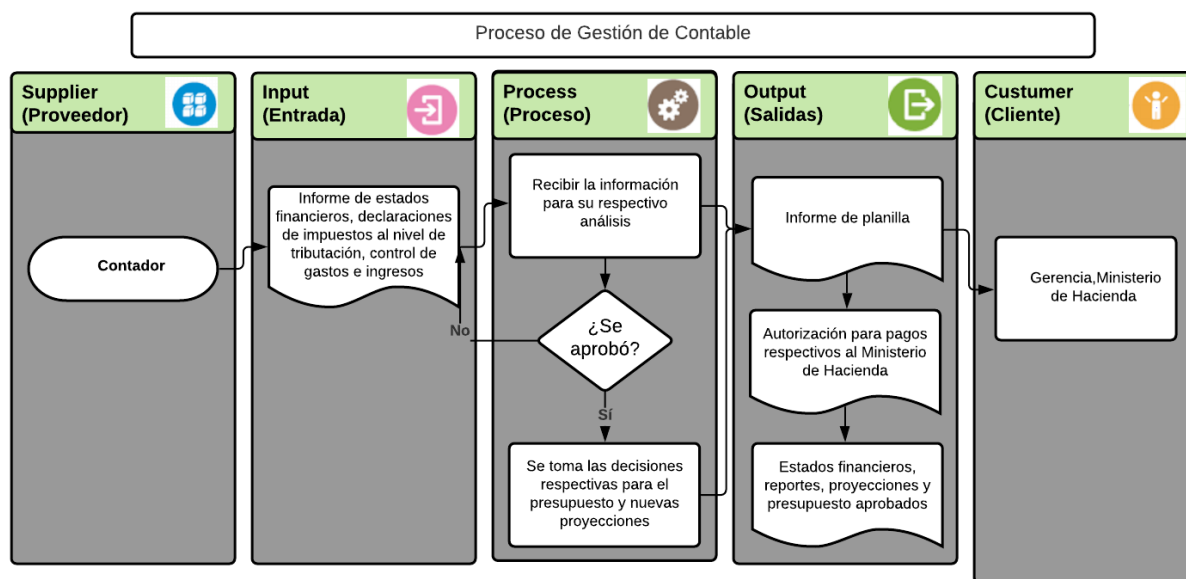 Proceso de Gestión de Contable
Supplier
(Proveedor)
Input
(Entrada)
Process
(Proceso)
Output
(Salidas)
Custumer
(Cliente)
Contador
Informe de estados
financieros, declaraciones
de impuestos al nivel de
tributación, control de
gastos e ingresos
Recibir la información
para su respectivo
análisis
¿Se
aprobó?
No
Sí
Se toma las decisiones
respectivas para el
presupuesto y nuevas
proyecciones
Informe de planilla
Autorización para pagos
respectivos al Ministerio
de Hacienda
Estados financieros,
reportes, proyecciones y
presupuesto aprobados
Gerencia,Ministerio
de Hacienda